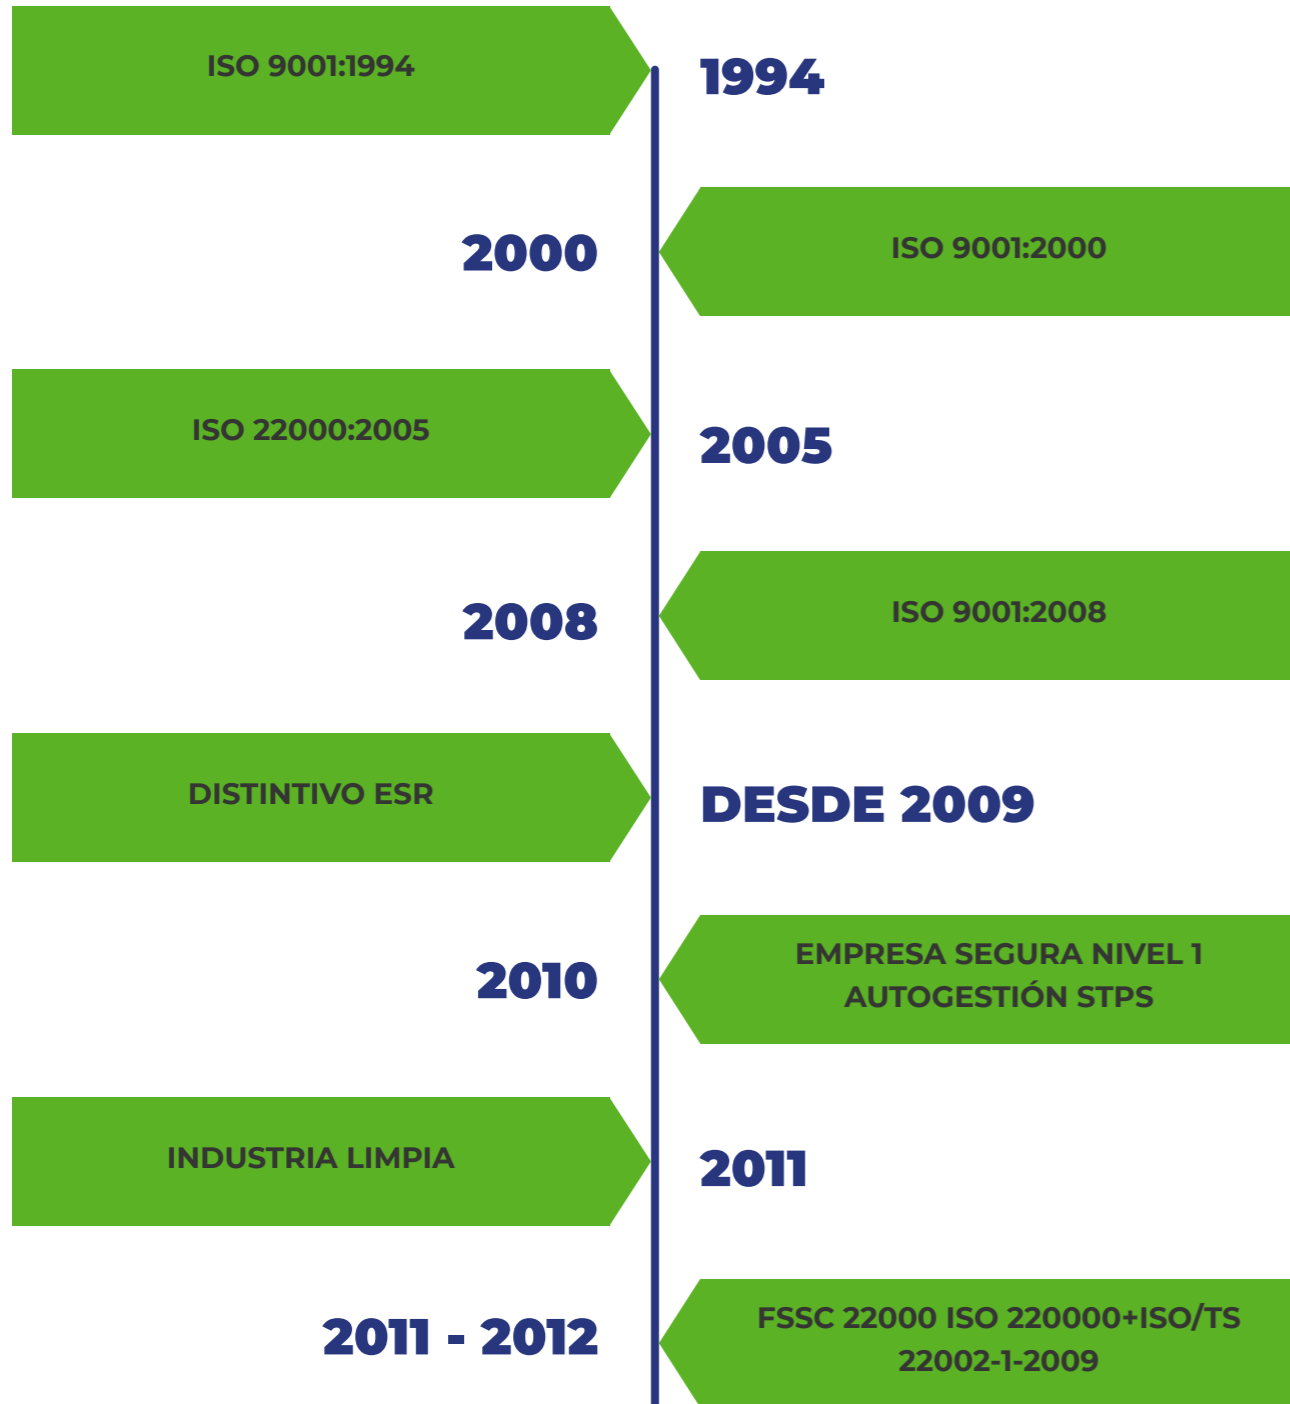 ISO 9001:1994
1994
2000
ISO 9001:2000
ISO 22000:2005
2005
2008
ISO 9001:2008
DISTINTIVO ESR
DESDE 2009
2010
EMPRESA SEGURA NIVEL 1
AUTOGESTIÓN STPS
INDUSTRIA LIMPIA
2011
2011 - 2012
FSSC 22000 ISO 220000+ISO/TS
22002-1-2009